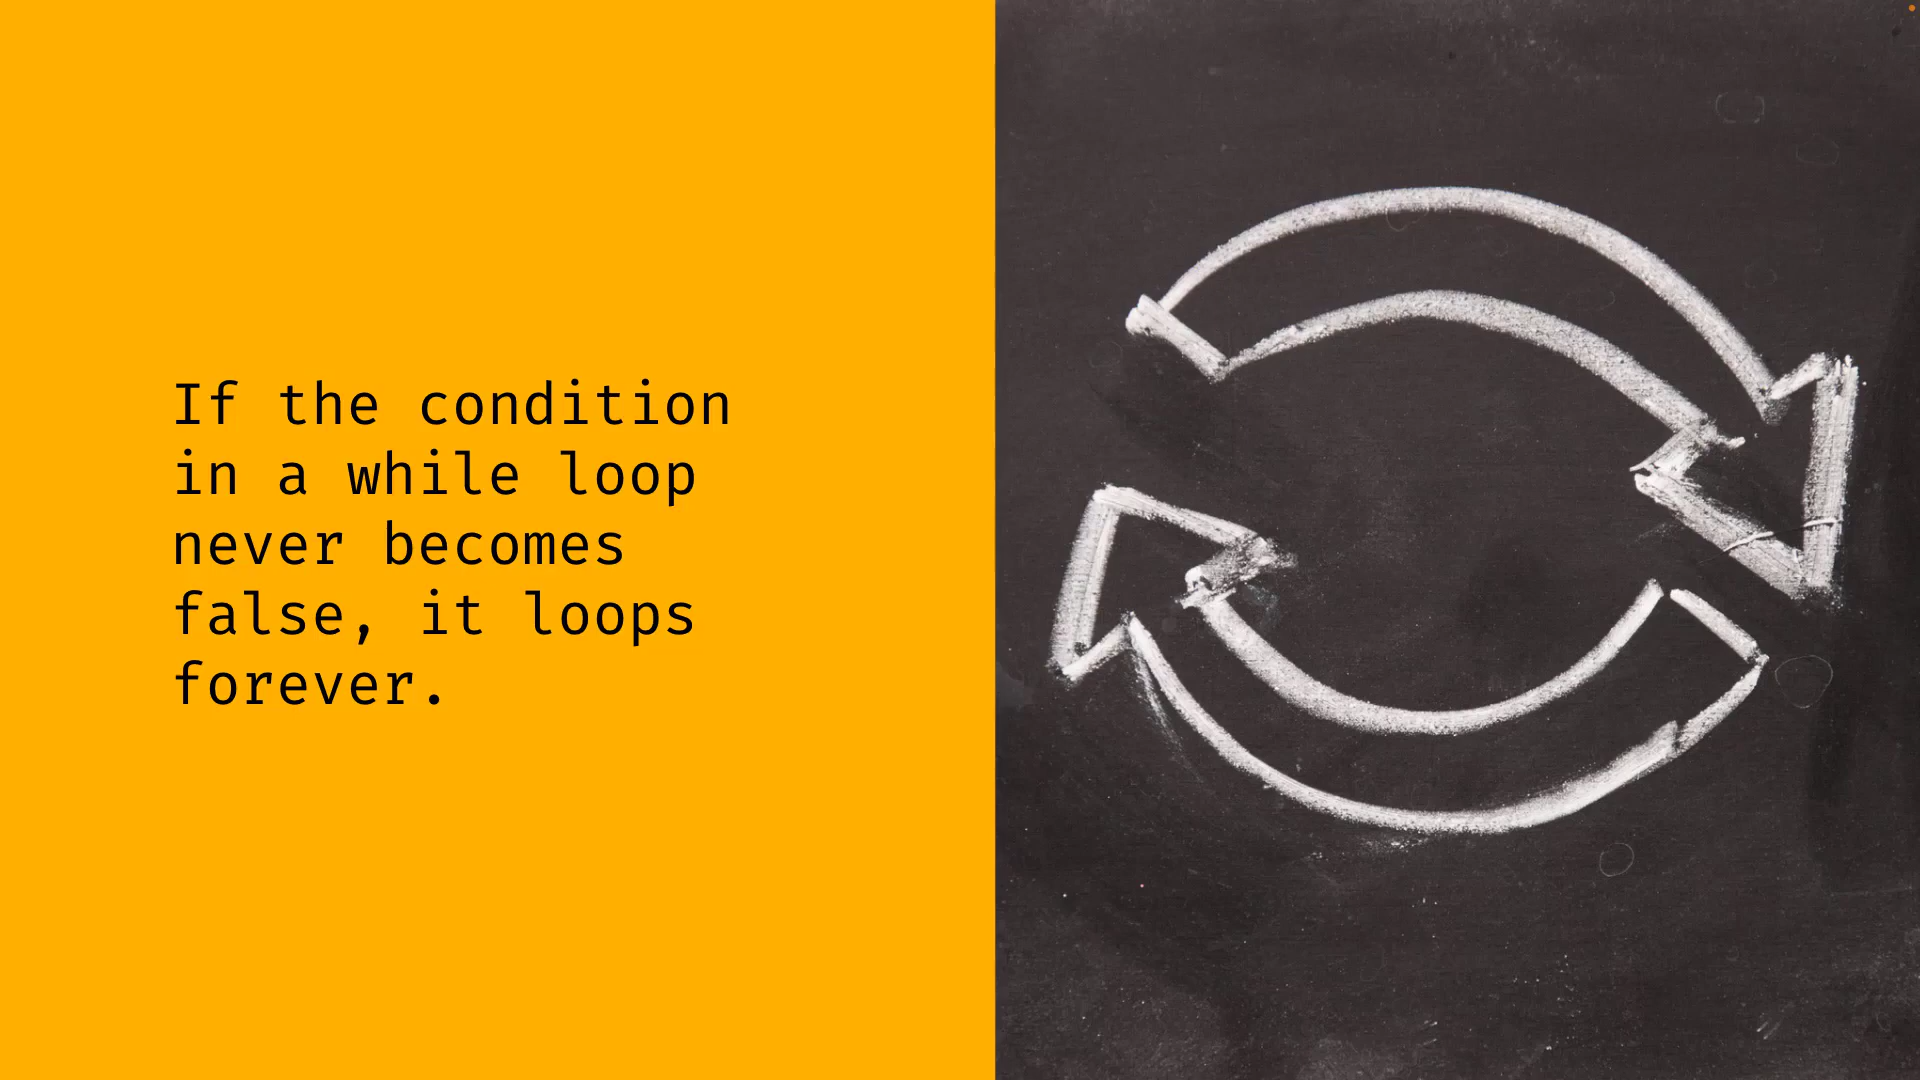 If the condition
in a while loop
never becomes
false, it loops
forever.